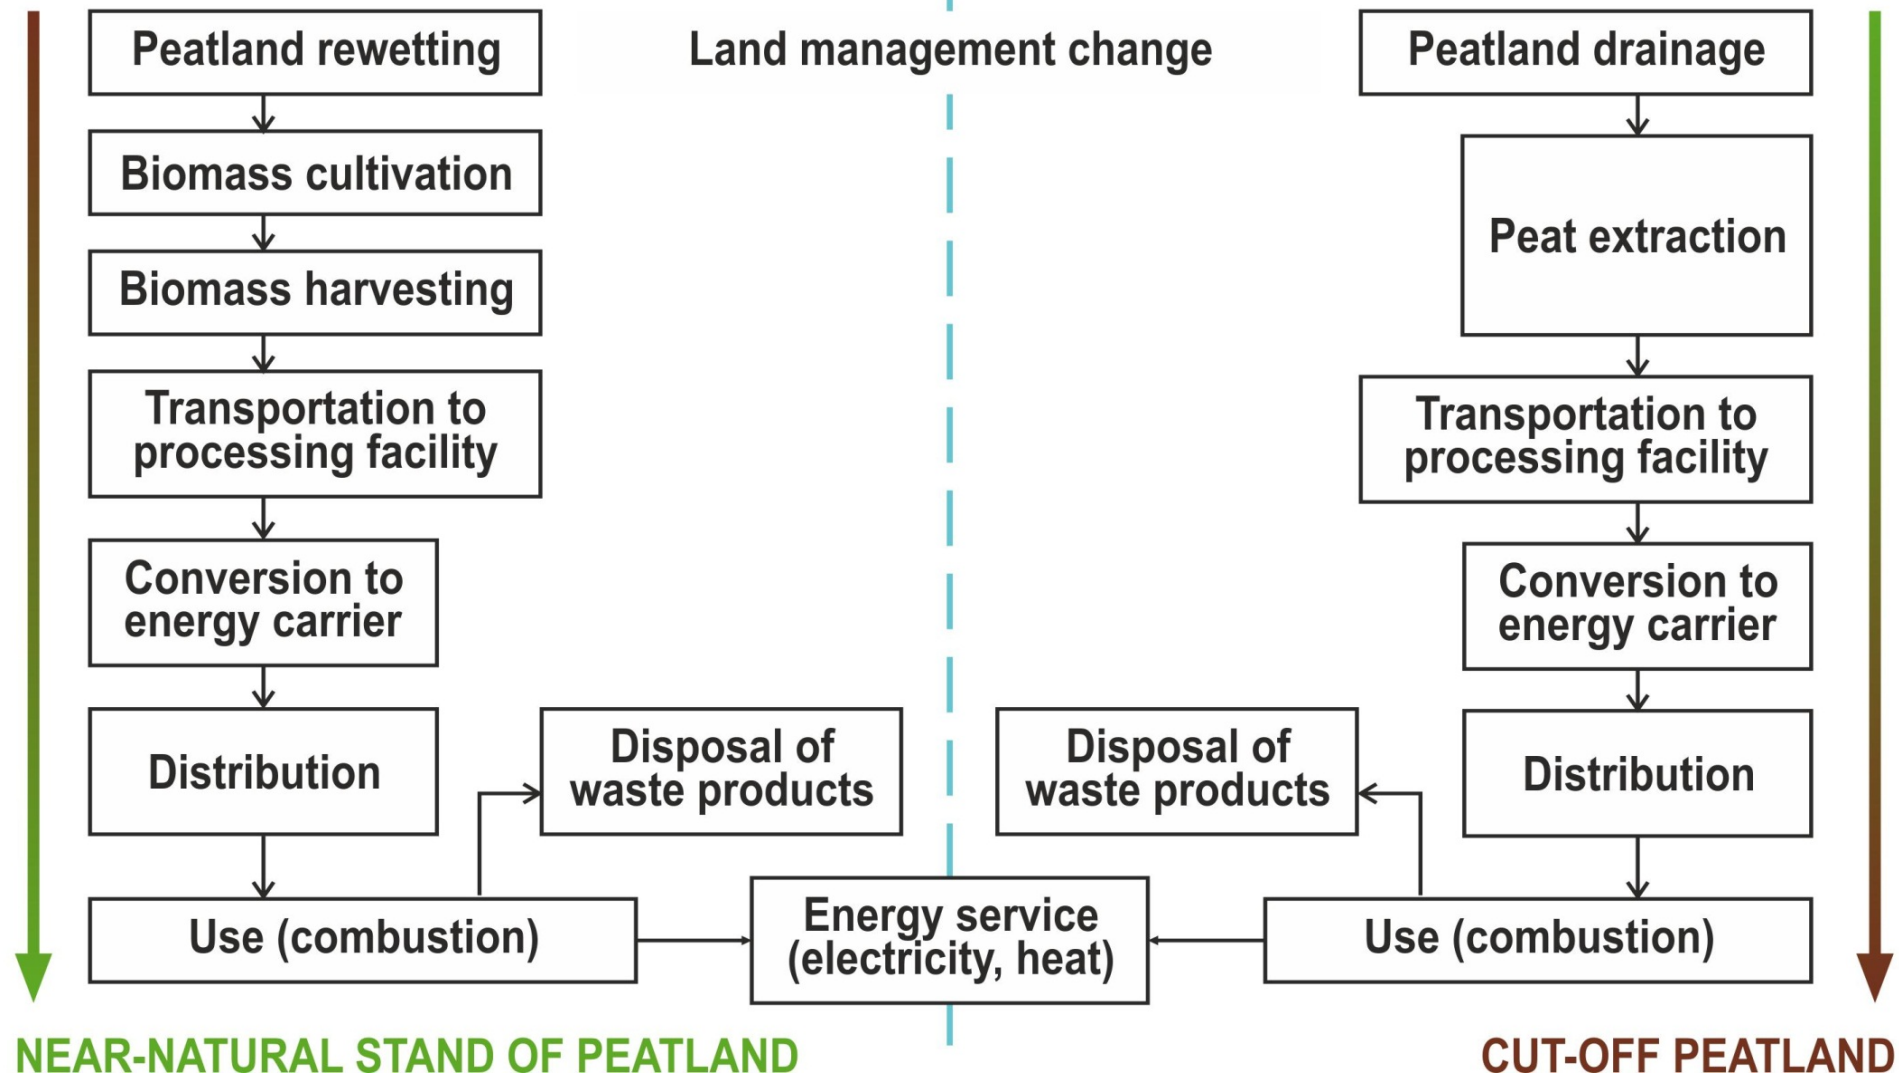 Peatland rewetting
Land management change
Peatland drainage
Biomass cultivation
Biomass harvesting
Peat extraction
Transportation to
processing facility
Transportation to
processing facility
Conversion to
energy carrier
Conversion to
energy carrier
Distribution
Disposal of
waste products
Disposal of
waste products
Distribution
Use (combustion)
Energy service
(electricity, heat)
Use (combustion)
NEAR-NATURAL STAND OF PEATLAND
CUT-OFF PEATLAND